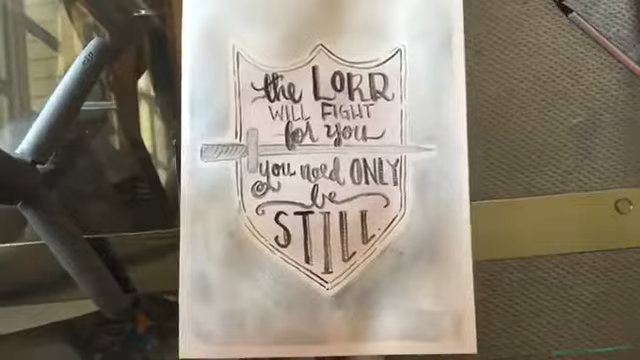 the LORD
WILL FIGHT
for you
you need ONLY
be
STILL.